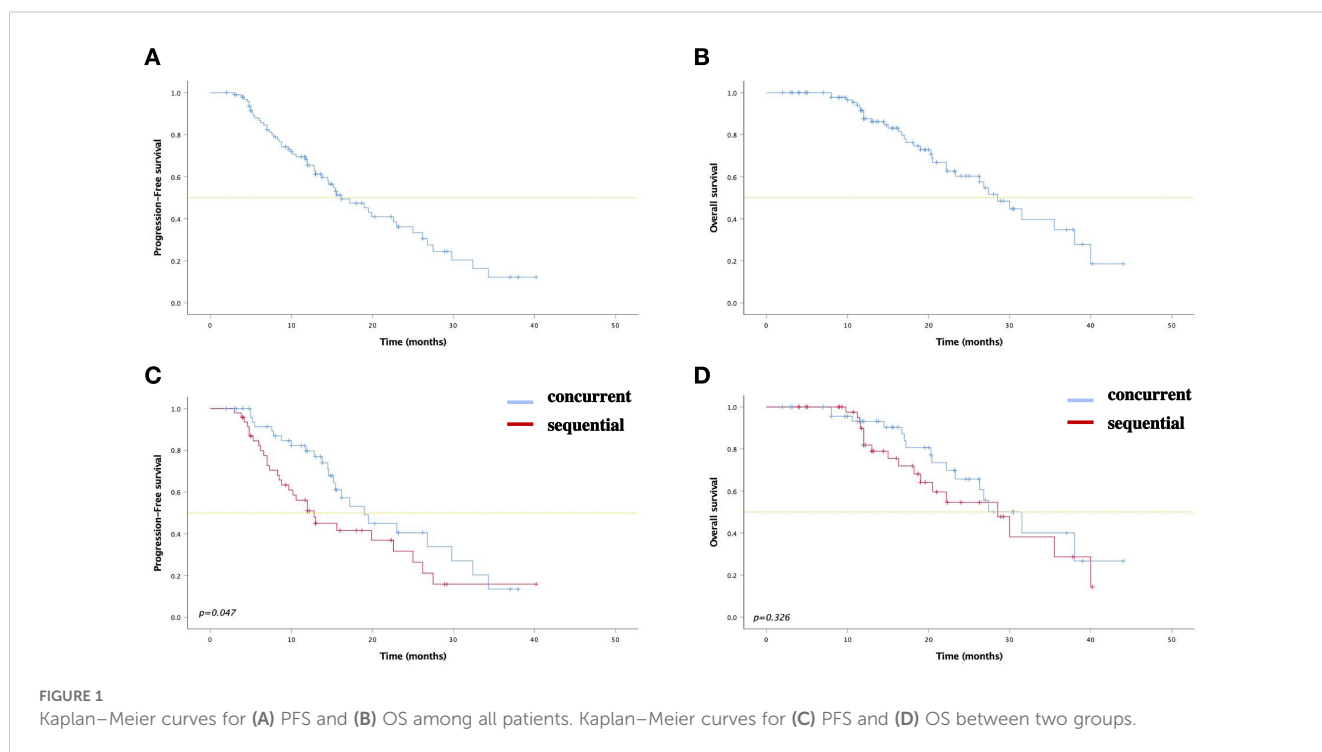 A
1.0
0.8
0.6
0.4
0.2
0.0
Progression-Free survival
0 10 20 30 40 50
Time (months)
B
1.0
0.8
0.6
0.4
0.2
0.0
Overall survival
0 10 20 30 40 50
Time (months)
C
concurrent
sequential
1.0
0.8
0.6
0.4
0.2
0.0
Progression-Free survival
p=0.047
0 10 20 30 40 50
Time (months)
D
concurrent
sequential
1.0
0.8
0.6
0.4
0.2
0.0
Overall survival
p=0.326
0 10 20 30 40 50
Time (months)
FIGURE 1
Kaplan–Meier curves for (A) PFS and (B) OS among all patients. Kaplan–Meier curves for (C) PFS and (D) OS between two groups.